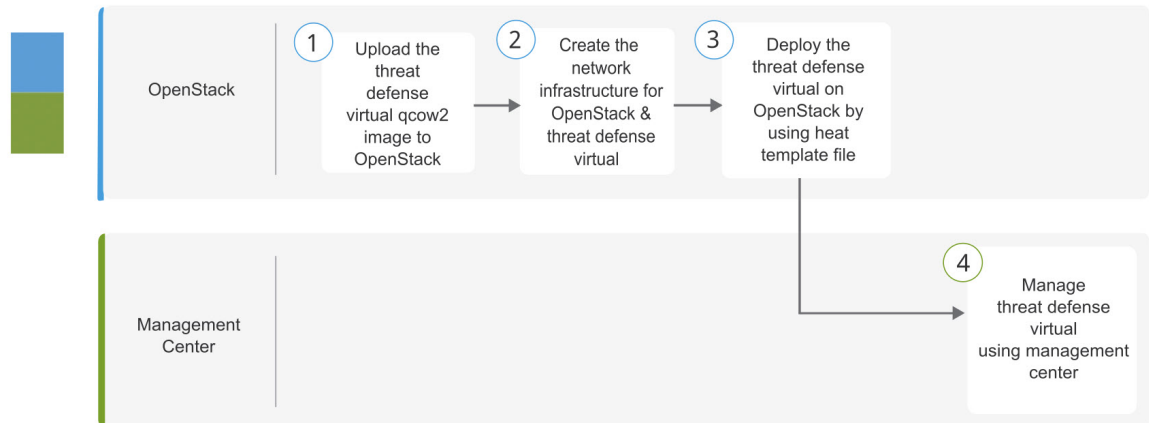 OpenStack
1
Upload the
threat
defense
virtual qcow2
image to
OpenStack
2
Create the
network
infrastructure for
OpenStack &
threat defense
virtual
3
Deploy the
threat defense
virtual on
OpenStack by
using heat
template file
Management
Center
4
Manage
threat defense
virtual
using management
center